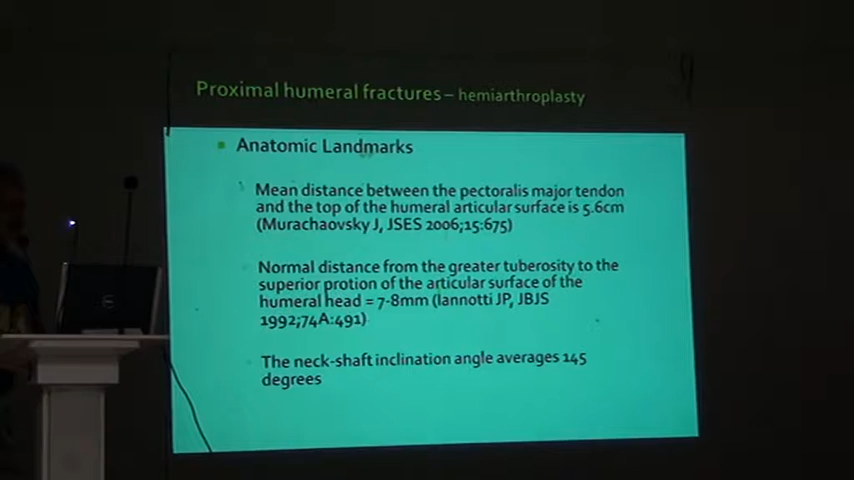 Proximal humeral fractures – hemiarthroplasty
Anatomic Landmarks
Mean distance between the pectoralis major tendon
and the top of the humeral articular surface is 5.6cm
(Murachaovsky J, JSES 2006;15:675)
Normal distance from the greater tuberosity to the
superior protion of the articular surface of the
humeral head = 7-8mm (Iannotti JP, JBJS
1992;74A:491)
The neck-shaft inclination angle averages 145
degrees